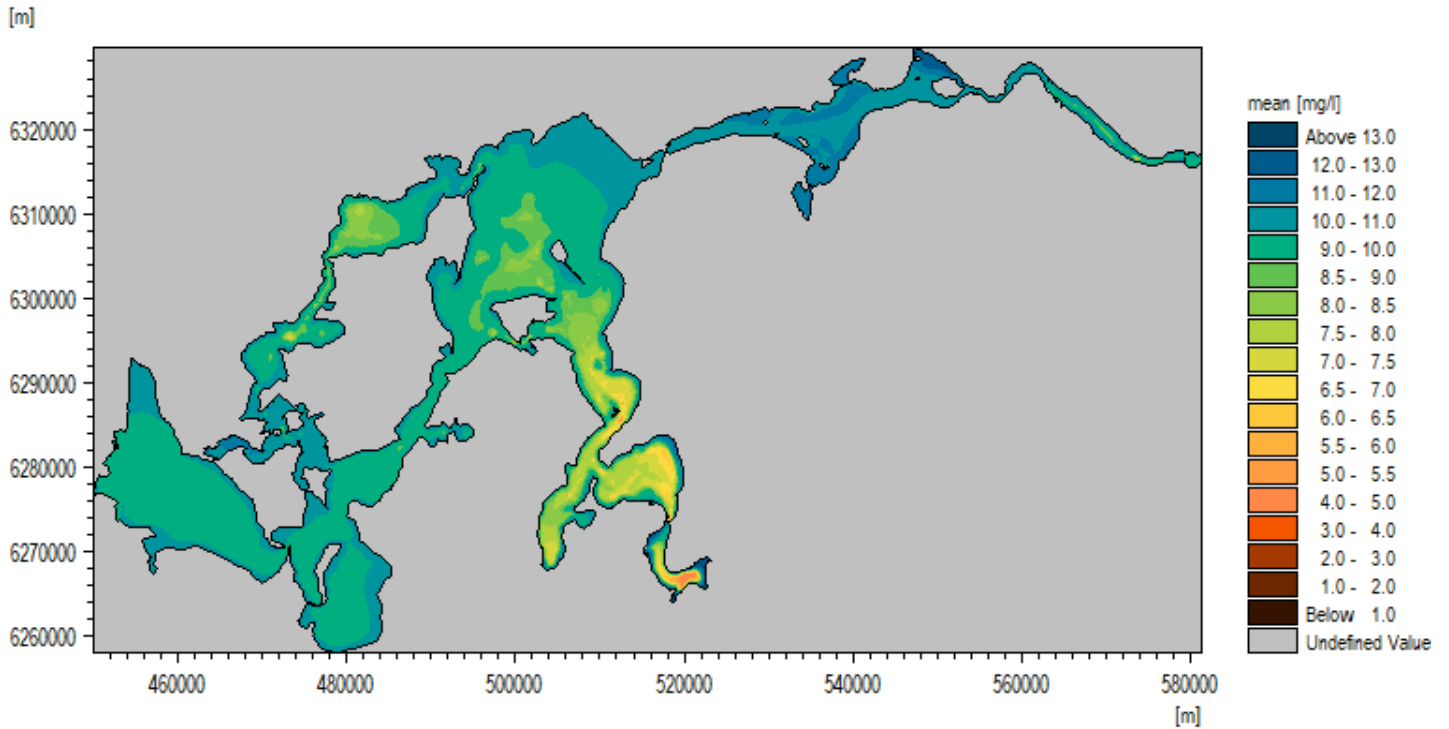 [m]
6320000
6310000
6300000
6290000
6280000
6270000
6260000
460000 480000 500000 520000 540000 560000 580000
[m]
mean [mg/l]
Above 13.0
12.0 - 13.0
11.0 - 12.0
10.0 - 11.0
9.0 - 10.0
8.5 - 9.0
8.0 - 8.5
7.5 - 8.0
7.0 - 7.5
6.5 - 7.0
6.0 - 6.5
5.5 - 6.0
5.0 - 5.5
4.0 - 5.0
3.0 - 4.0
2.0 - 3.0
1.0 - 2.0
Below 1.0
Undefined Value